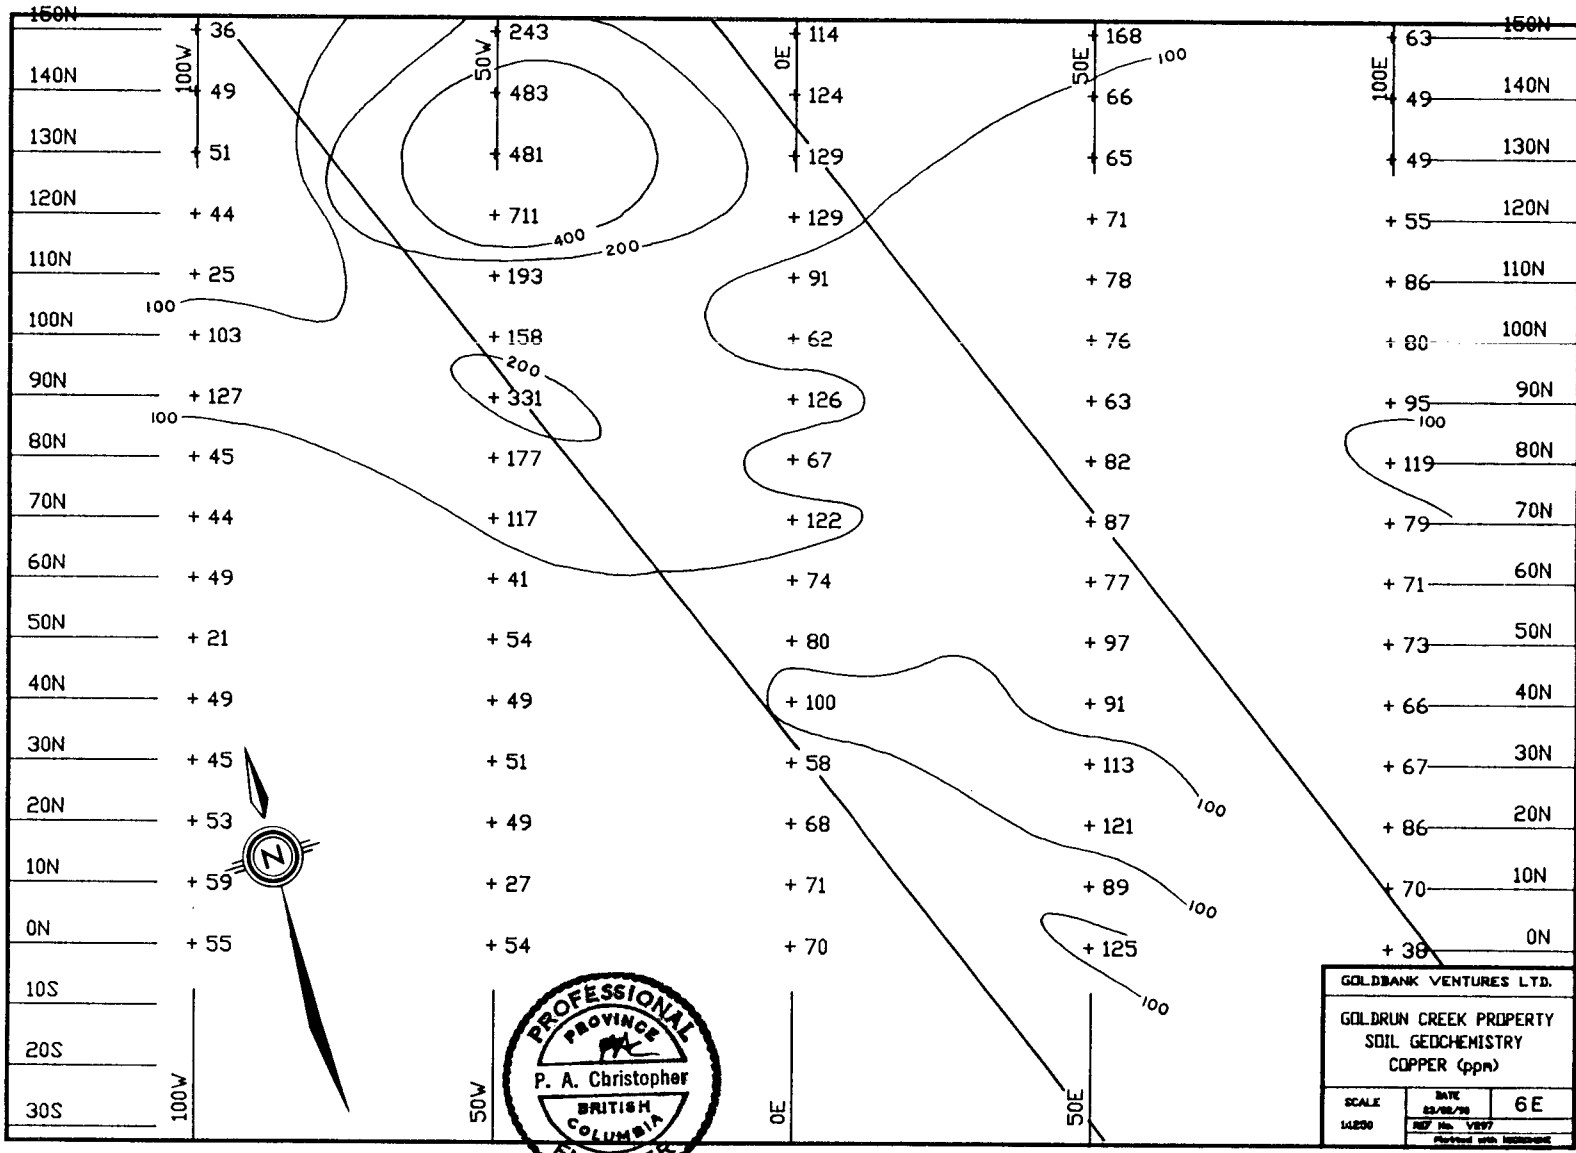 150N 36 243 114 168 63 150N
100W 50W 0E 50E 100E
100
140N 49 483 124 66 49 140N
130N 51 481 129 65 49 130N
120N 44 711 129 71 55 120N
400
200
110N 25 193 91 78 86 110N
100
100N 103 158 62 76 80 100N
200
90N 127 331 126 63 95 90N
100
100
80N 45 177 67 82 119 80N
70N 44 117 122 87 79 70N
60N 49 41 74 77 71 60N
50N 21 54 80 97 73 50N
40N 49 49 100 91 66 40N
30N 45 51 58 113 67 30N
100
20N 53 49 68 121 86 20N
N
10N 59 27 71 89 70 10N
100
0N 55 54 70 125 38 0N
100
10S
20S
30S
100W 50W 0E 50E
PROFESSIONAL
PROVINCE
P. A. Christopher
BRITISH
COLUMBIA
GOLDBANK VENTURES LTD.
GOLDRUN CREEK PROPERTY
SOIL GEOCHEMISTRY
COPPER (ppm)
SCALE
1:1250
DATE
6E
REF No. V297
Plotted with